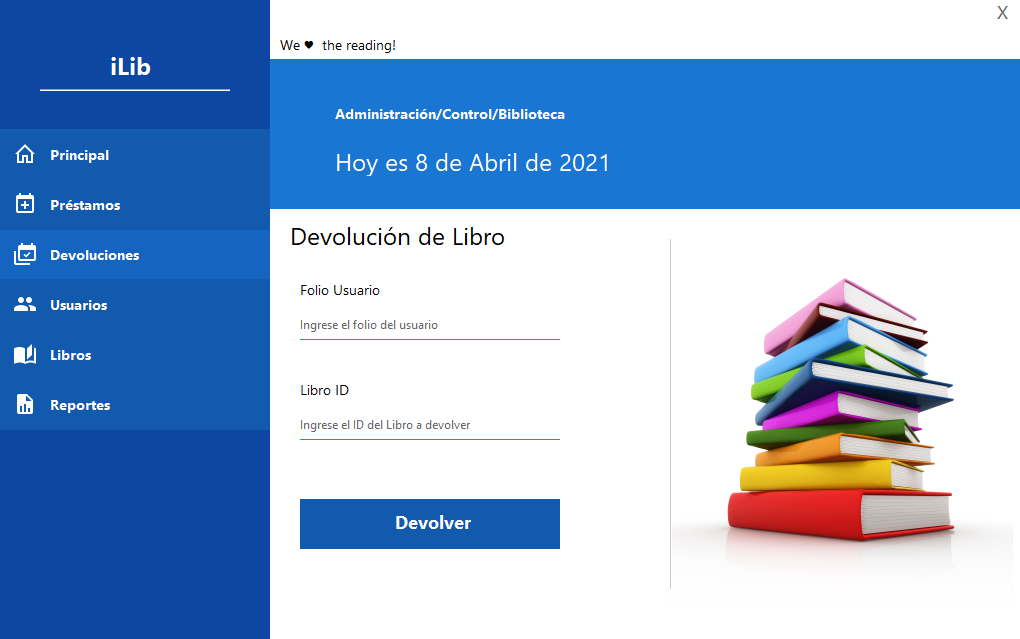 X
We ♥ the reading!
iLib
Administración/Control/Biblioteca
Hoy es 8 de Abril de 2021
Principal
Préstamos
Devoluciones
Usuarios
Libros
Reportes
Devolución de Libro
Folio Usuario
Ingrese el folio del usuario
Libro ID
Ingrese el ID del Libro a devolver
Devolver